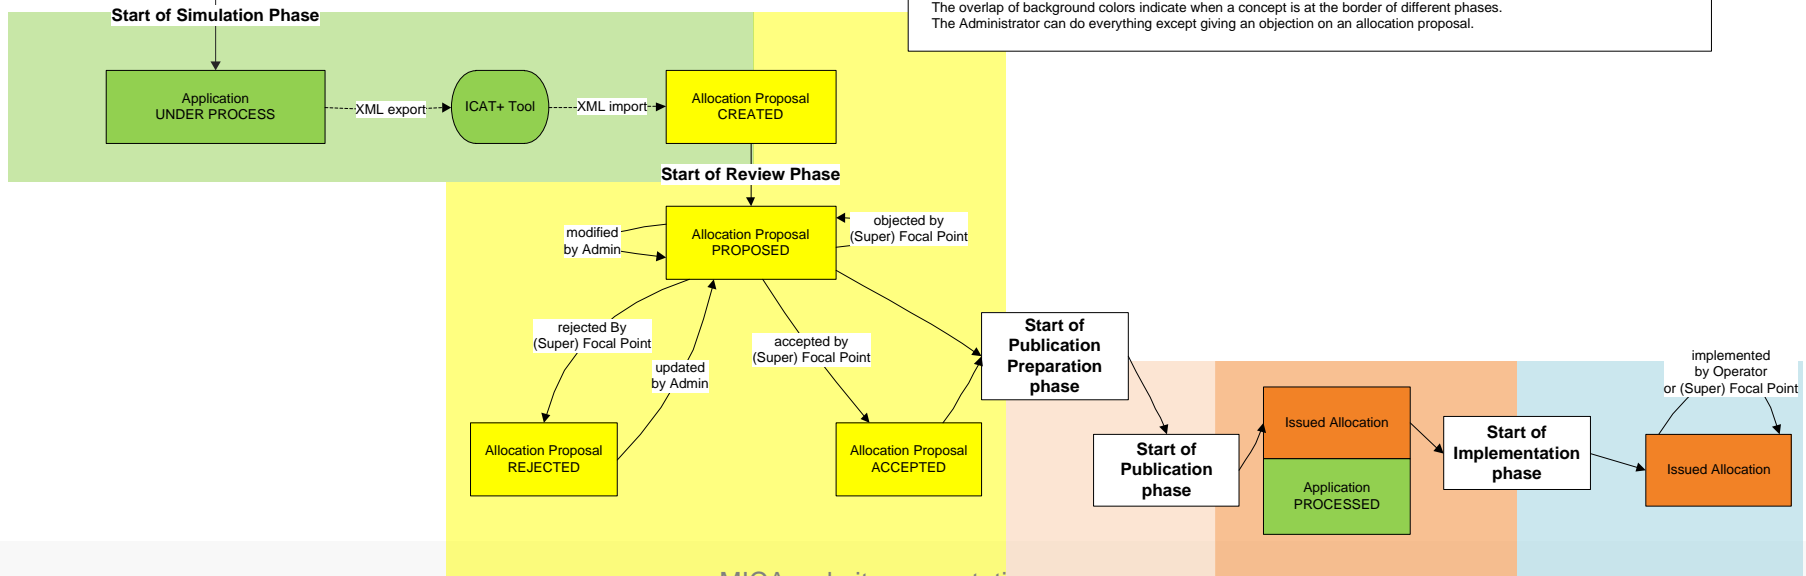 The overlap of background colors indicate when a concept is at the border of different phases.
The Administrator can do everything except giving an objection on an allocation proposal.
Start of Simulation Phase
Application
UNDER PROCESS
XML export
ICAT+ Tool
XML import
Allocation Proposal
CREATED
Start of Review Phase
modified
by Admin
Allocation Proposal
PROPOSED
objected by
(Super) Focal Point
rejected By
(Super) Focal Point
updated
by Admin
accepted by
(Super) Focal Point
Allocation Proposal
REJECTED
Allocation Proposal
ACCEPTED
Start of
Publication
Preparation
phase
Start of
Publication
phase
Issued Allocation
Application
PROCESSED
Start of
Implementation
phase
implemented
by Operator
or (Super) Focal Point
Issued Allocation